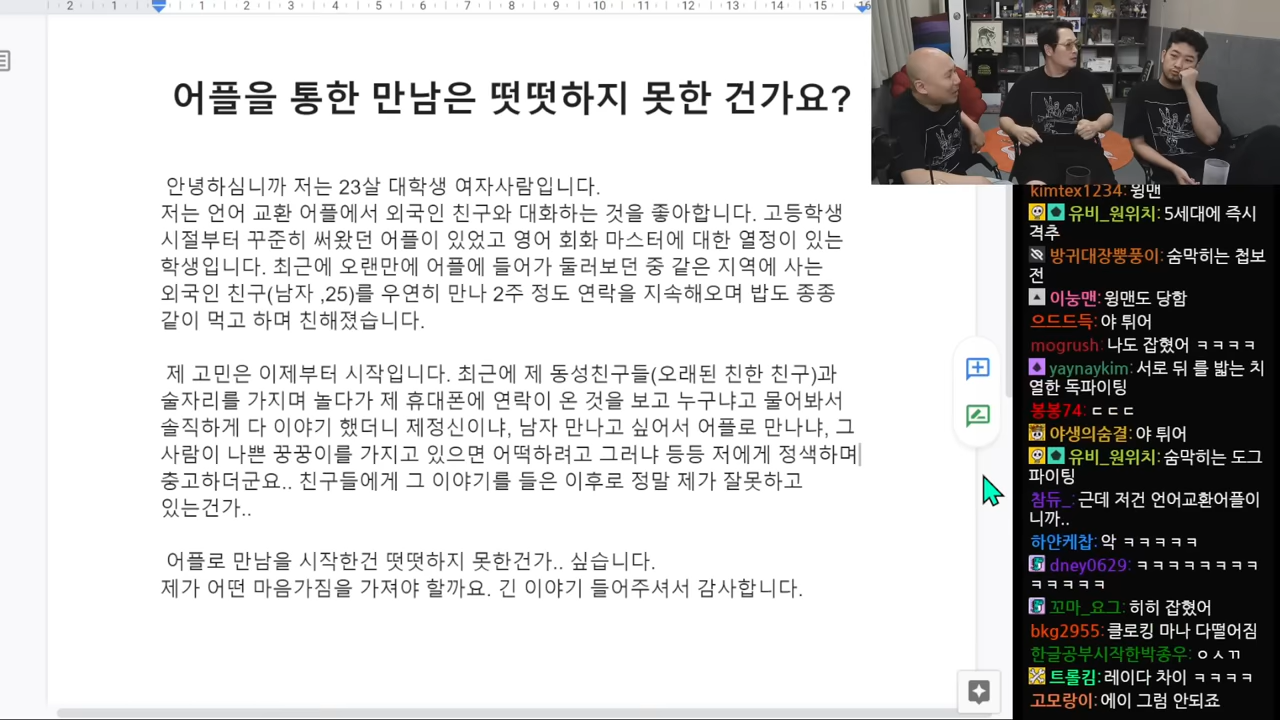 2 1 1 2 3 4 5 6 7 8 9 10 11 12 13 14 15 16
어플을 통한 만남은 떳떳하지 못한 건가요?
안녕하심니까 저는 23살 대학생 여자사람입니다.
저는 언어 교환 어플에서 외국인 친구와 대화하는 것을 좋아합니다. 고등학생
시절부터 꾸준히 써왔던 어플이 있었고 영어 회화 마스터에 대한 열정이 있는
학생입니다. 최근에 오랜만에 어플에 들어가 둘러보던 중 같은 지역에 사는
외국인 친구(남자 ,25)를 우연히 만나 2주 정도 연락을 지속해오며 밥도 종종
같이 먹고 하며 친해졌습니다.
제 고민은 이제부터 시작입니다. 최근에 제 동성친구들(오래된 친한 친구)과
술자리를 가지며 놀다가 제 휴대폰에 연락이 온 것을 보고 누구냐고 물어봐서
솔직하게 다 이야기 했더니 제정신이냐, 남자 만나고 싶어서 어플로 만나냐, 그
사람이 나쁜 꿍꿍이를 가지고 있으면 어떡하려고 그러냐 등등 저에게 정색하며
충고하더군요.. 친구들에게 그 이야기를 들은 이후로 정말 제가 잘못하고
있는건가..
어플로 만남을 시작한건 떳떳하지 못한건가.. 싶습니다.
제가 어떤 마음가짐을 가져야 할까요. 긴 이야기 들어주셔서 감사합니다.
kimtex1234: 윙맨
유비_원위치: 5세대에 즉시
격추
방귀대장뿡풍이: 숨막히는 첩보
전
이눙맨: 윙맨도 당함
으드드득: 야 튀어
mogrush: 나도 잡혔어 ㅋㅋㅋㅋ
yaynaykim: 서로 뒤 를 밟는 치
열한 독파이팅
봉봉74: ㄷㄷㄷ
야생의숨결: 야 튀어
유비_원위치: 숨막히는 도그
파이팅
참듀_: 근데 저건 언어교환어플이
니까..
하얀케찹: 악 ㅋㅋㅋㅋㅋ
dney0629: ㅋㅋㅋㅋㅋㅋㅋㅋ
ㅋㅋㅋㅋㅋ
꼬마_요그: 히히 잡혔어
bkg2955: 클로킹 마나 다떨어짐
한글공부시작한박종우: ㅇㅅㄲ
트롤킴: 레이다 차이 ㅋㅋㅋㅋ
고모랑이: 에이 그럼 안되죠